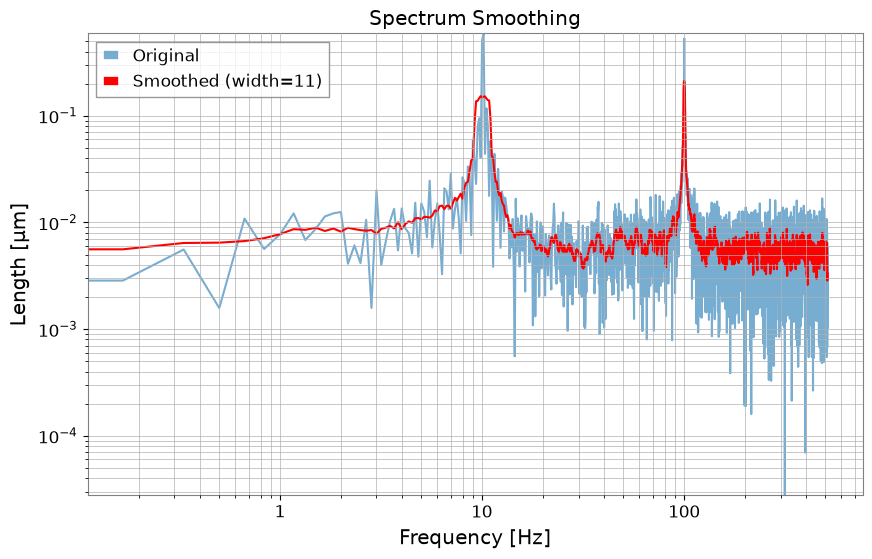 Spectrum Smoothing
Original
Smoothed (width=11)
Length [µm]
10⁻¹
10⁻²
10⁻³
10⁻⁴
1
10
100
Frequency [Hz]